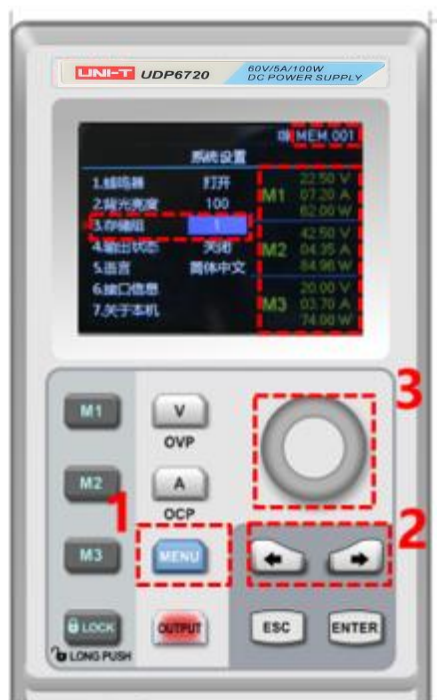 UNI-T UDP6720 60V/5A/100W
DC POWER SUPPLY
MEM 001
系统设置
1.蜂鸣器 打开
2.背光亮度 100
3.存储组 1
4.输出状态 关闭
5.语言 简体中文
6.接口信息
7.关于本机
M1 22.50 V
07.20 A
62.00 W
M2 42.50 V
04.35 A
84.96 W
M3 20.00 V
03.70 A
74.00 W
M1 V
OVP
3
M2 A
OCP
1
2
M3 MENU
LOCK OUTPUT ESC ENTER
LONG PUSH